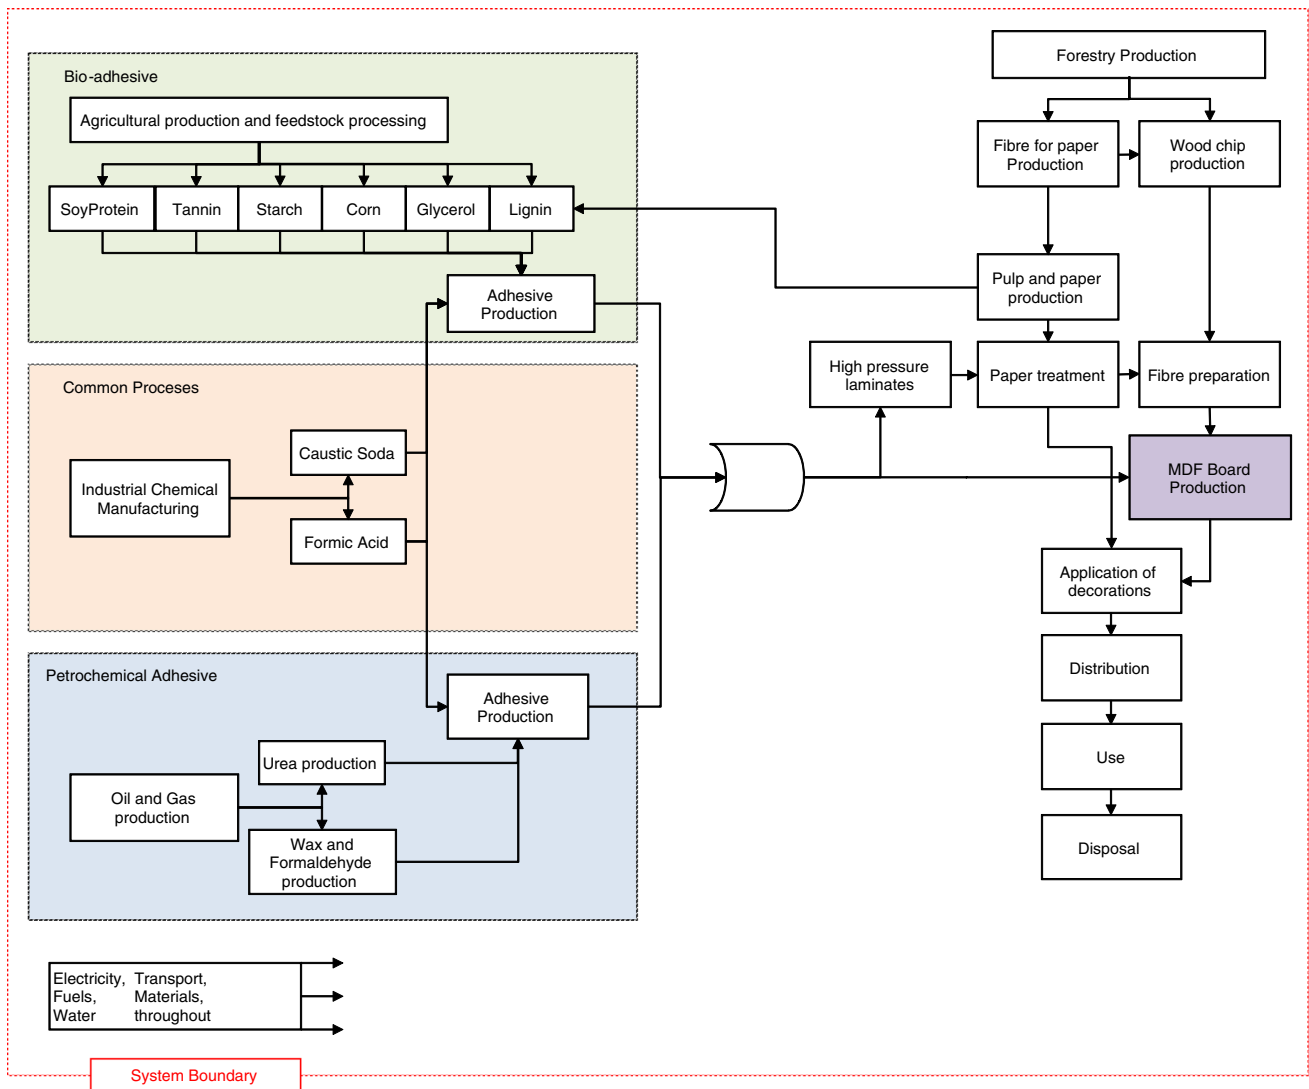 Forestry Production
Bio-adhesive
Agricultural production and feedstock processing
Fibre for paper
Production
Wood chip
production
SoyProtein
Tannin
Starch
Corn
Glycerol
Lignin
Adhesive
Production
Pulp and paper
production
High pressure
laminates
Paper treatment
Fibre preparation
Common Proceses
Caustic Soda
Industrial Chemical
Manufacturing
Formic Acid
MDF Board
Production
Application of
decorations
Distribution
Use
Disposal
Petrochemical Adhesive
Adhesive
Production
Urea production
Oil and Gas
production
Wax and
Formaldehyde
production
Electricity, Transport,
Fuels, Materials,
Water throughout
System Boundary